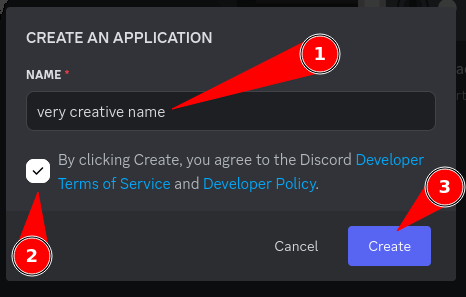 CREATE AN APPLICATION
1
NAME *
very creative name
By clicking Create, you agree to the Discord Developer
Terms of Service and Developer Policy.
3
2
Cancel
Create